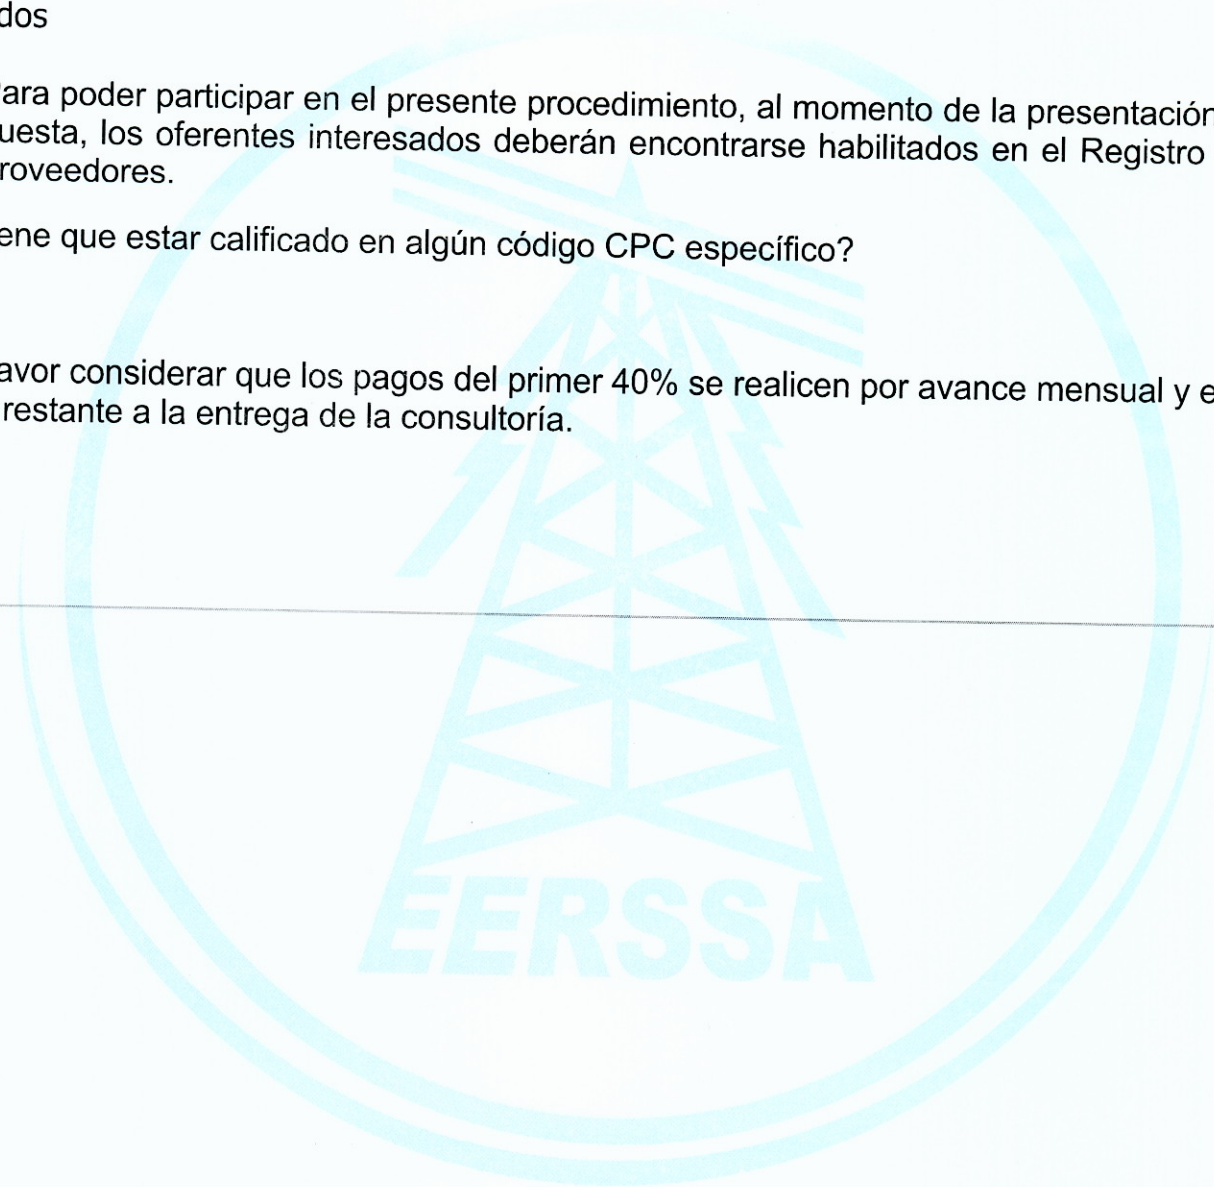 dos
ara poder participar en el presente procedimiento, al momento de la presentación
uesta, los oferentes interesados deberán encontrarse habilitados en el Registro
roveedores.
ene que estar calificado en algún código CPC específico?
avor considerar que los pagos del primer 40% se realicen por avance mensual y e
restante a la entrega de la consultoría.
EERSSA